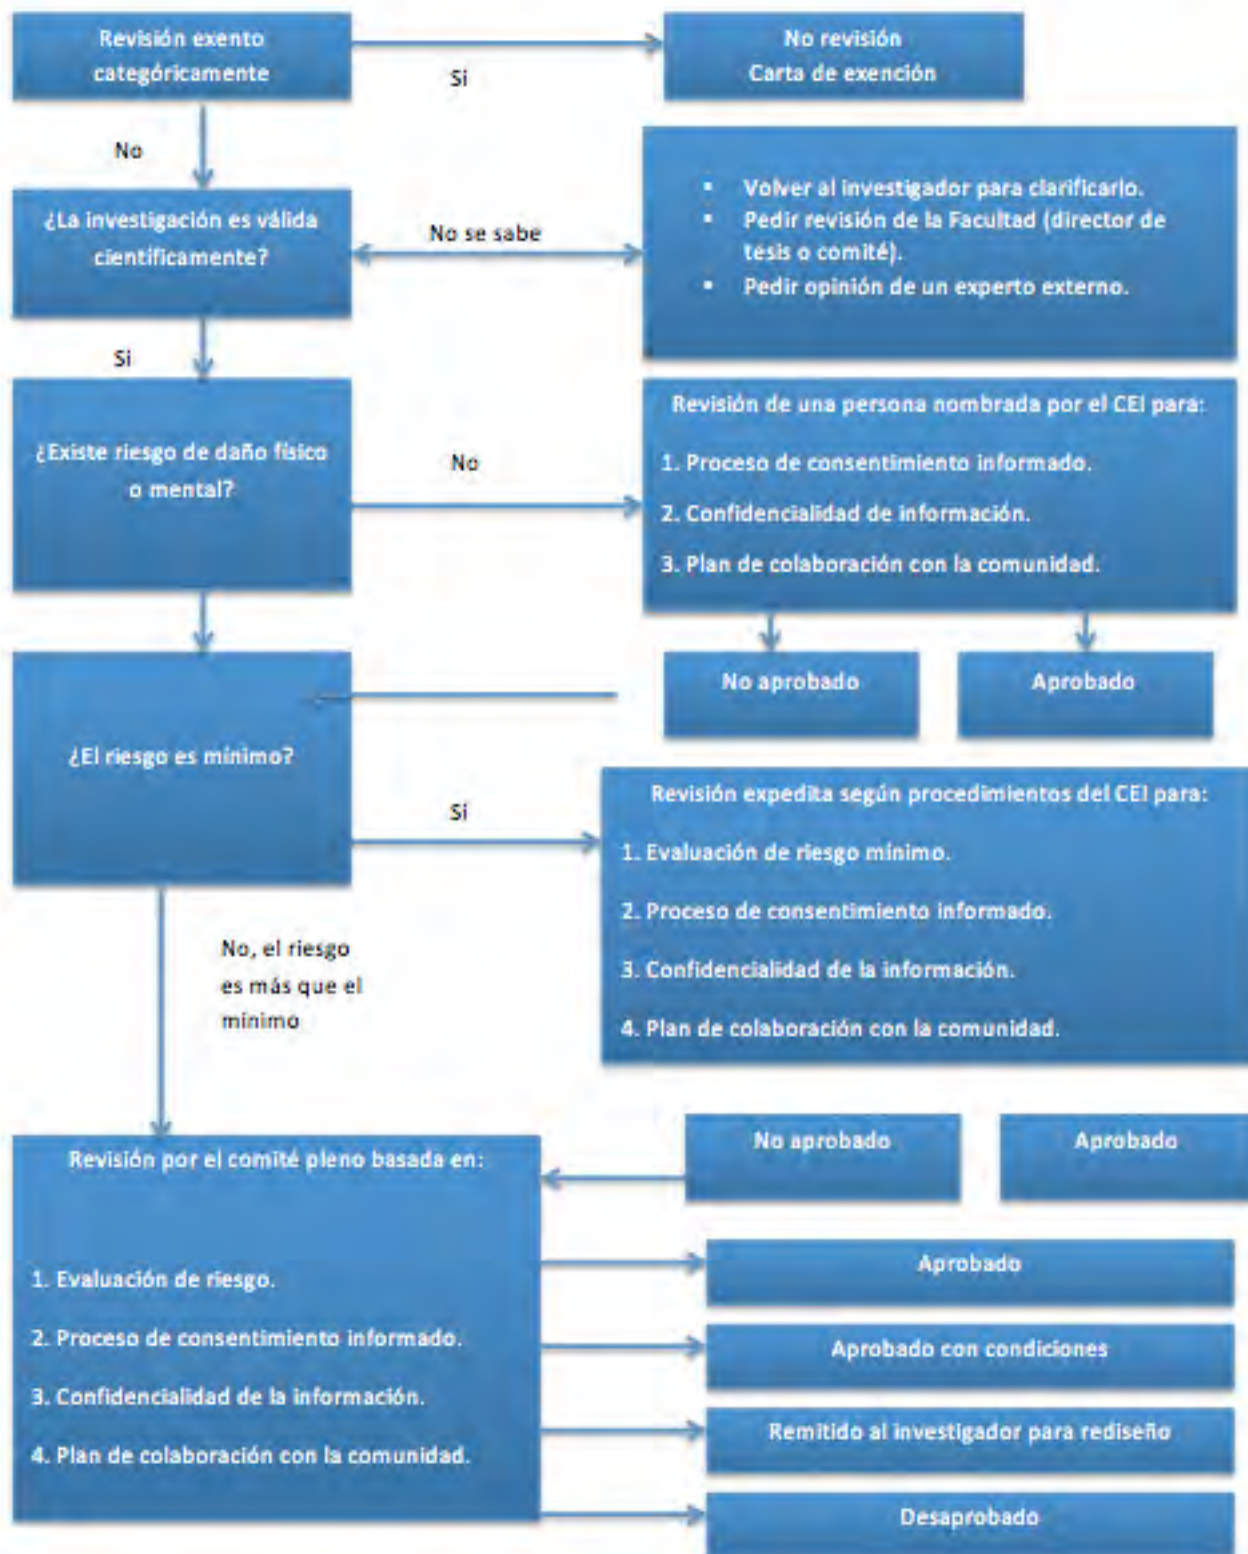 Revisión exento
categóricamente
Si
No revisión
Carta de exención
No
¿La investigación es válida
científicamente?
No se sabe
▪ Volver al investigador para clarificarlo.
▪ Pedir revisión de la Facultad (director de
tesis o comité).
▪ Pedir opinión de un experto externo.
Si
¿Existe riesgo de daño físico
o mental?
No
Revisión de una persona nombrada por el CEI para:
1. Proceso de consentimiento informado.
2. Confidencialidad de información.
3. Plan de colaboración con la comunidad.
No aprobado
Aprobado
¿El riesgo es mínimo?
Sí
Revisión expedita según procedimientos del CEI para:
1. Evaluación de riesgo mínimo.
2. Proceso de consentimiento informado.
3. Confidencialidad de la información.
4. Plan de colaboración con la comunidad.
No, el riesgo
es más que el
mínimo
No aprobado
Aprobado
Revisión por el comité pleno basada en:
1. Evaluación de riesgo.
2. Proceso de consentimiento informado.
3. Confidencialidad de la información.
4. Plan de colaboración con la comunidad.
Aprobado
Aprobado con condiciones
Remitido al investigador para rediseño
Desaprobado